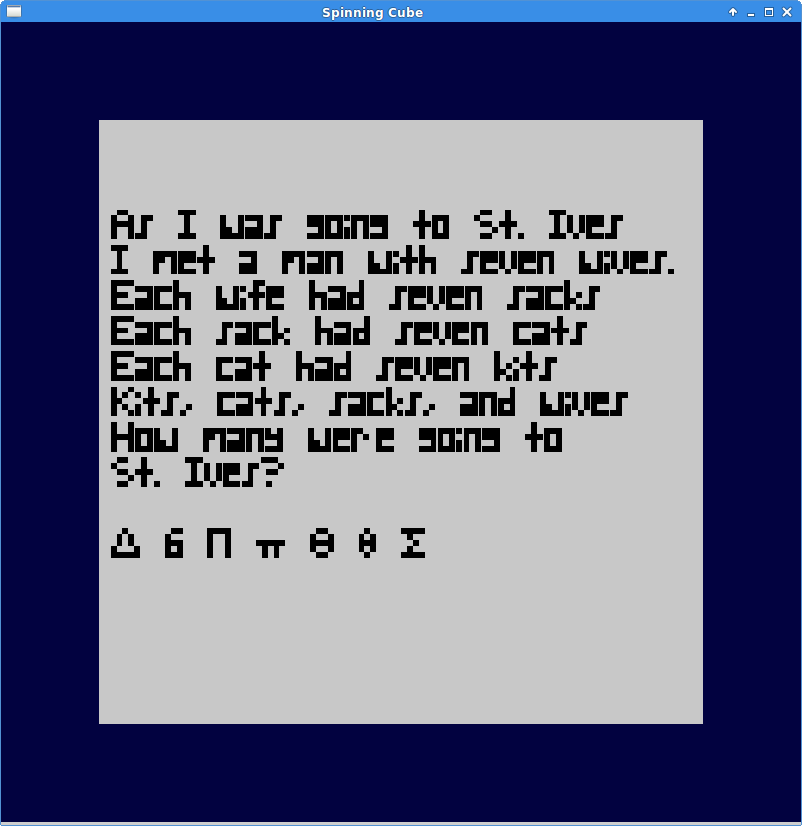 Spinning Cube
As I was going to St. Ives
I met a man with seven wives.
Each wife had seven sacks
Each sack had seven cats
Each cat had seven kits
Kits, cats, sacks, and wives
How many were going to
St. Ives?
Δ δ Π π Θ θ Σ